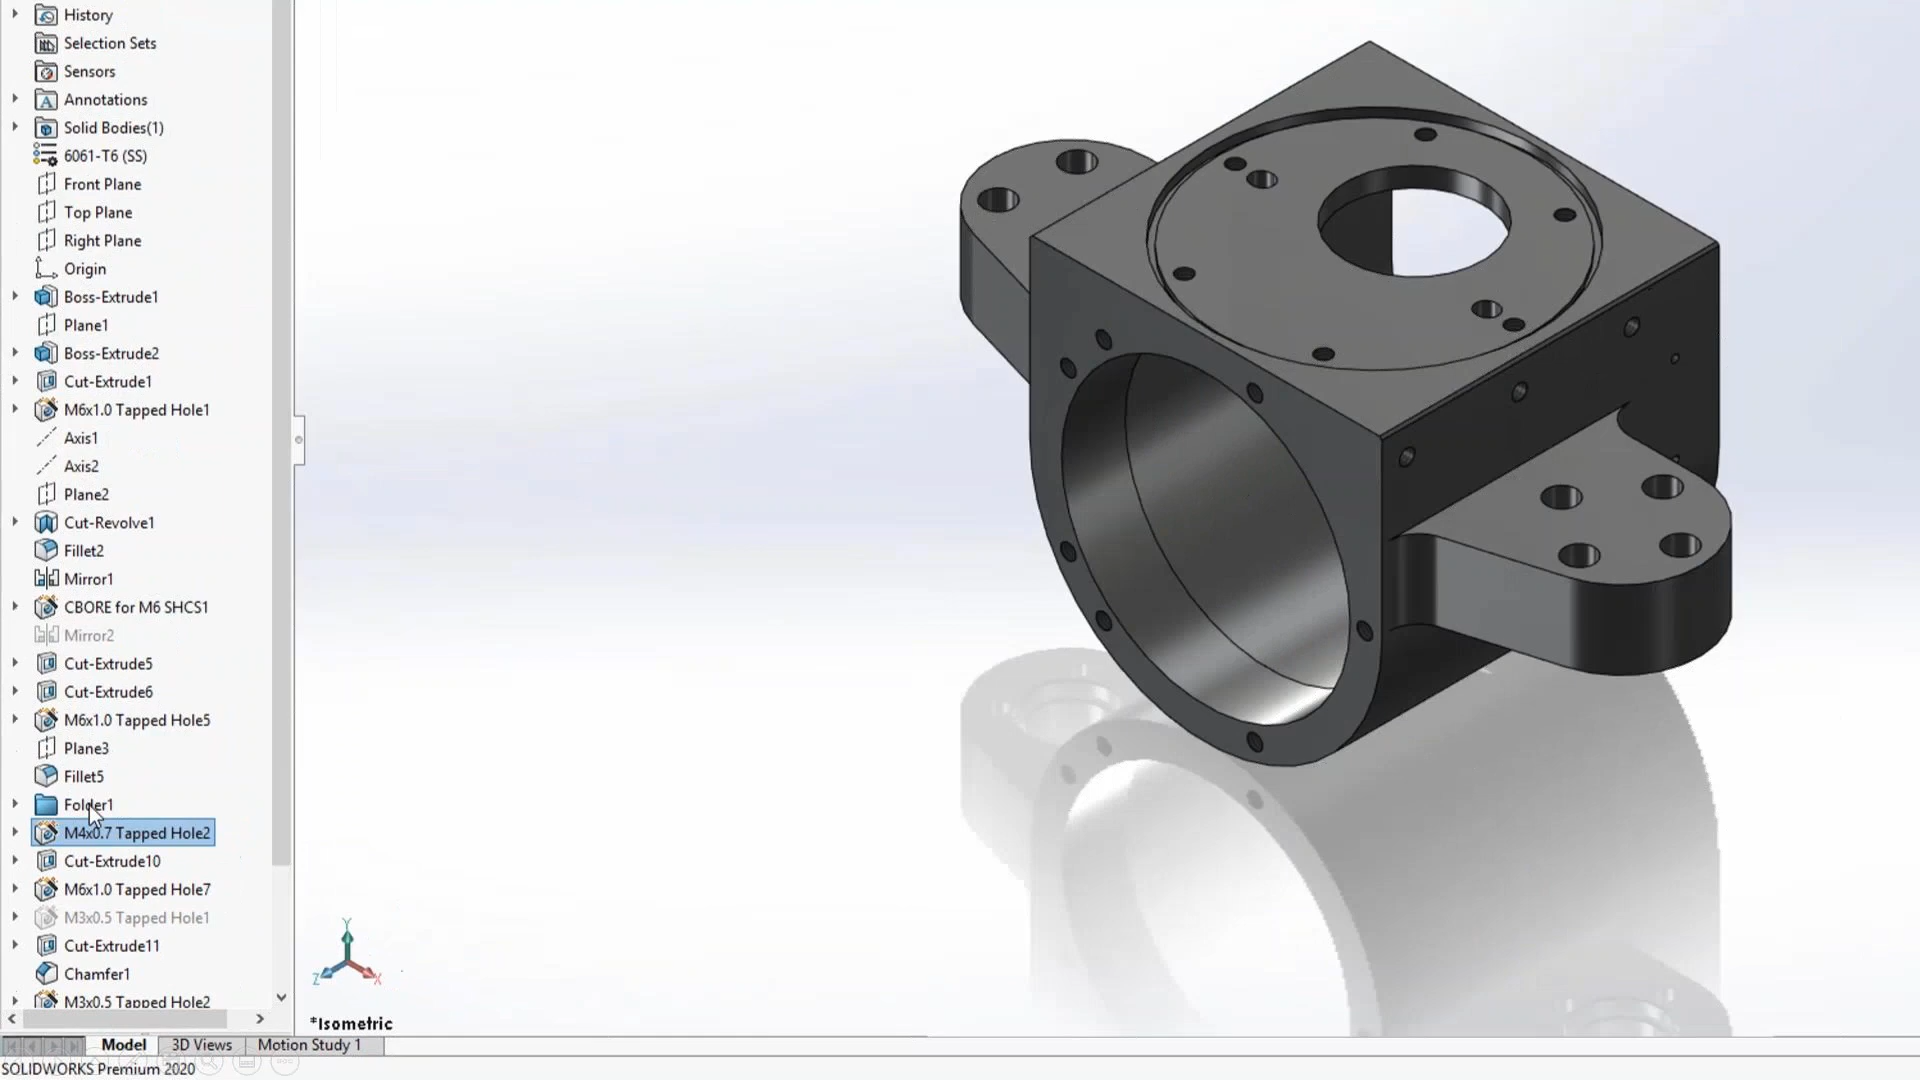 History
Selection Sets
Sensors
Annotations
Solid Bodies(1)
6061-T6 (SS)
Front Plane
Top Plane
Right Plane
Origin
Boss-Extrude1
Plane1
Boss-Extrude2
Cut-Extrude1
M6x1.0 Tapped Hole1
Axis1
Axis2
Plane2
Cut-Revolve1
Fillet2
Mirror1
CBORE for M6 SHCS1
Mirror2
Cut-Extrude5
Cut-Extrude6
M6x1.0 Tapped Hole5
Plane3
Fillet5
Folder1
M4x0.7 Tapped Hole2
Cut-Extrude10
M6x1.0 Tapped Hole7
M3x0.5 Tapped Hole1
Cut-Extrude11
Chamfer1
M3x0.5 Tapped Hole2
Y
Z X
*Isometric
Model 3D Views Motion Study 1
SOLIDWORKS Premium 2020